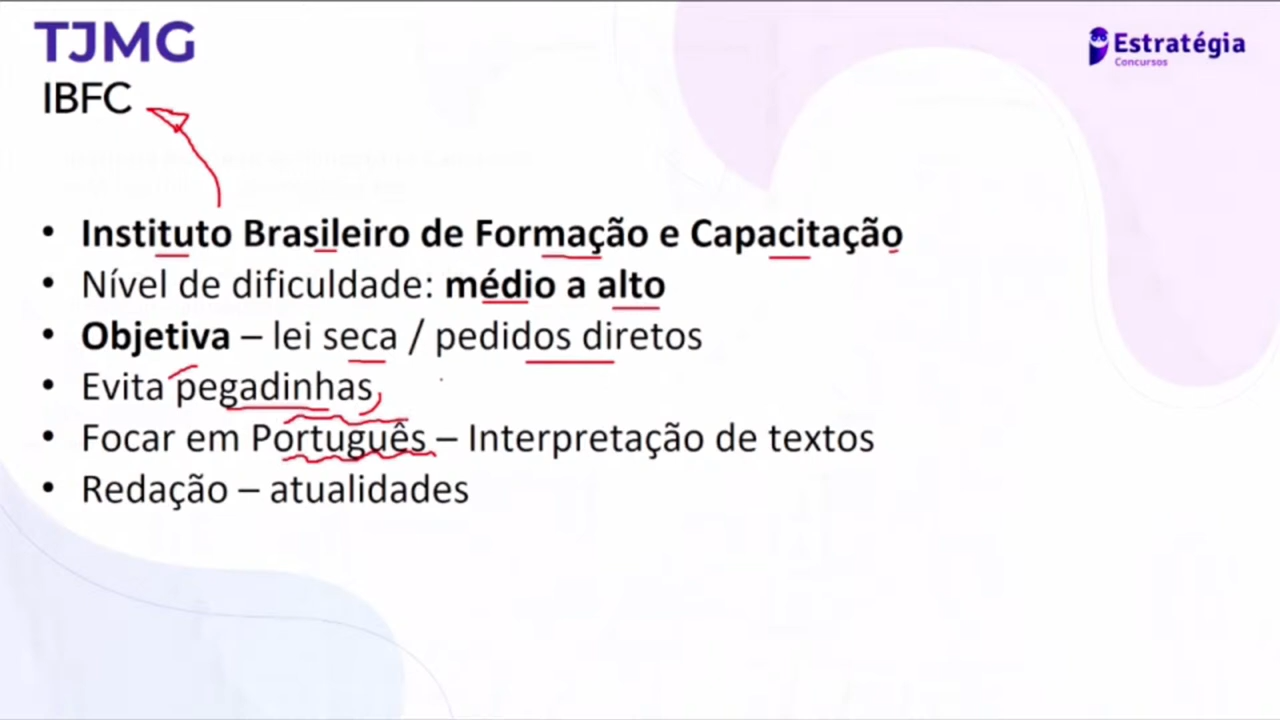 TJMG
Estratégia
Concursos
IBFC
• Instituto Brasileiro de Formação e Capacitação
• Nível de dificuldade: médio a alto
• Objetiva – lei seca / pedidos diretos
• Evita pegadinhas
• Focar em Português – Interpretação de textos
• Redação – atualidades